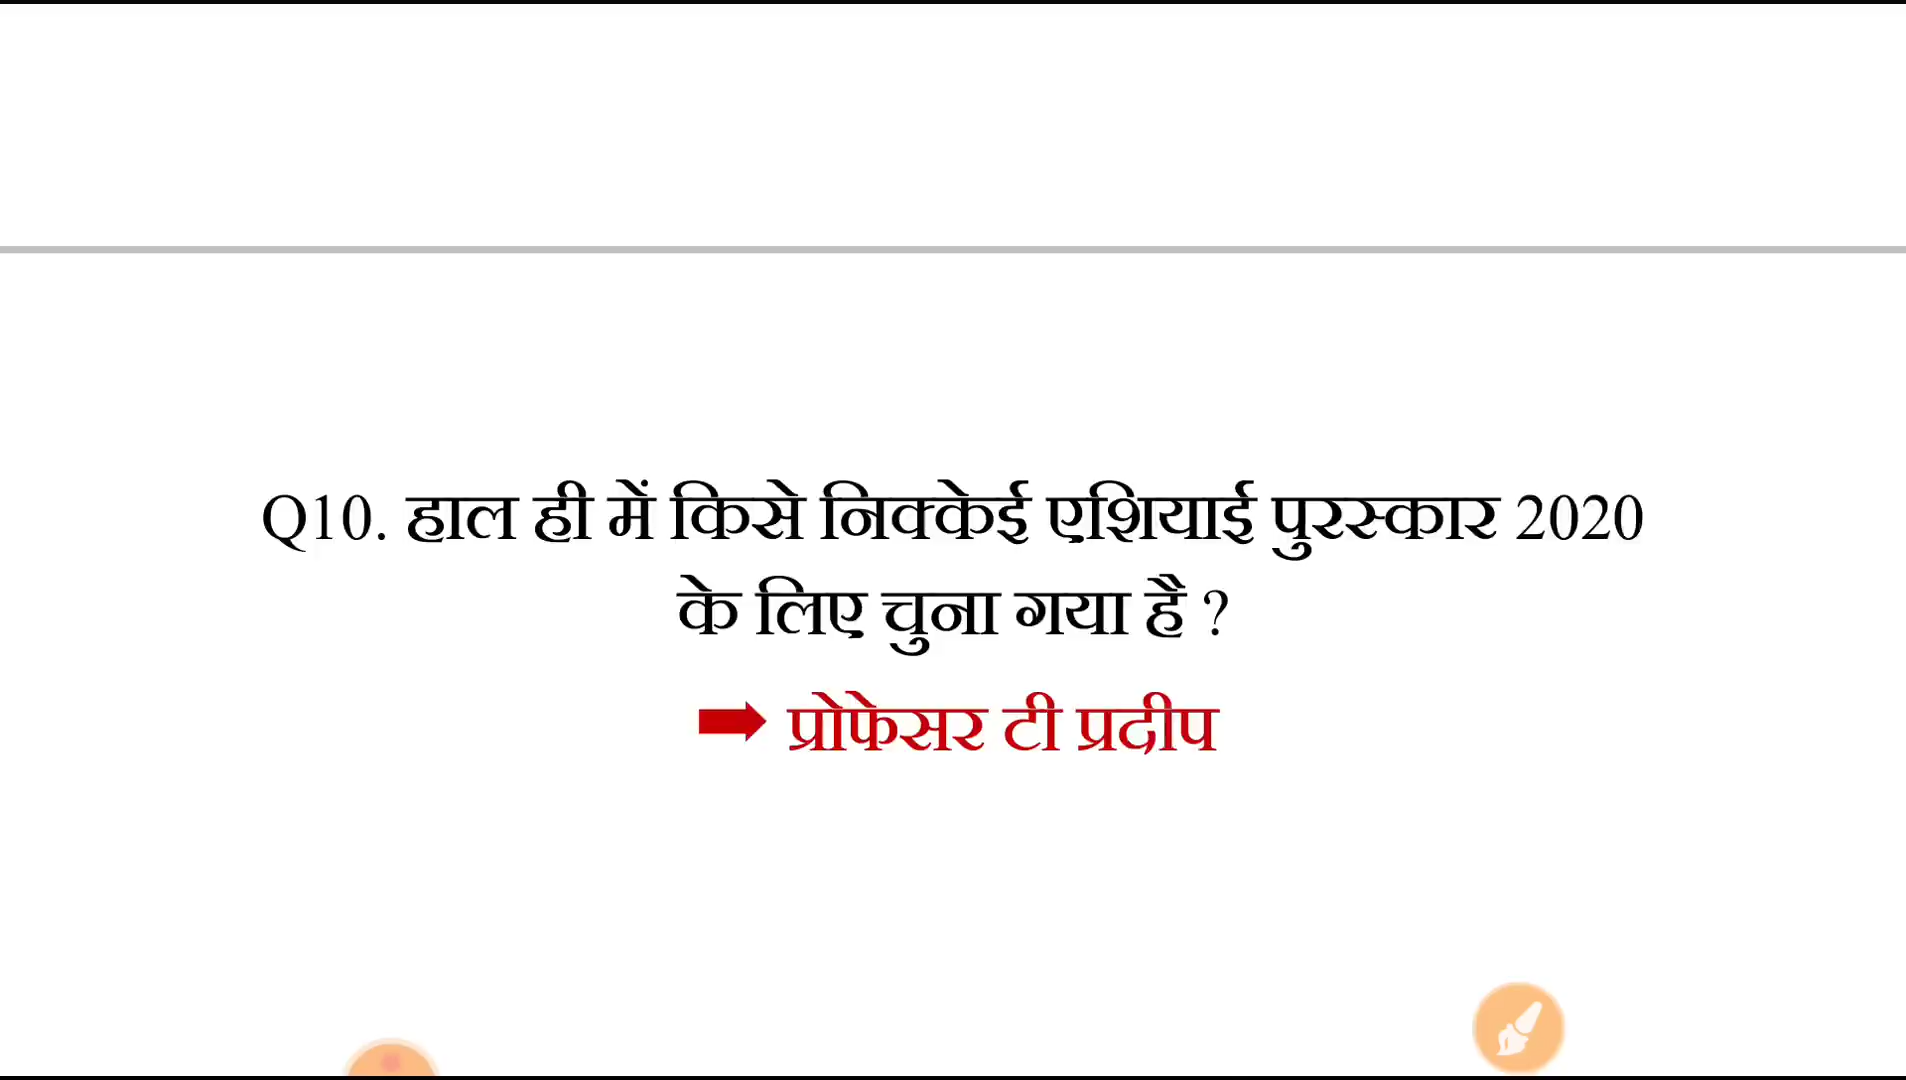 Q10. हाल ही में किसे निक्केई एशियाई पुरस्कार 2020
के लिए चुना गया है ?
➡ प्रोफेसर टी प्रदीप